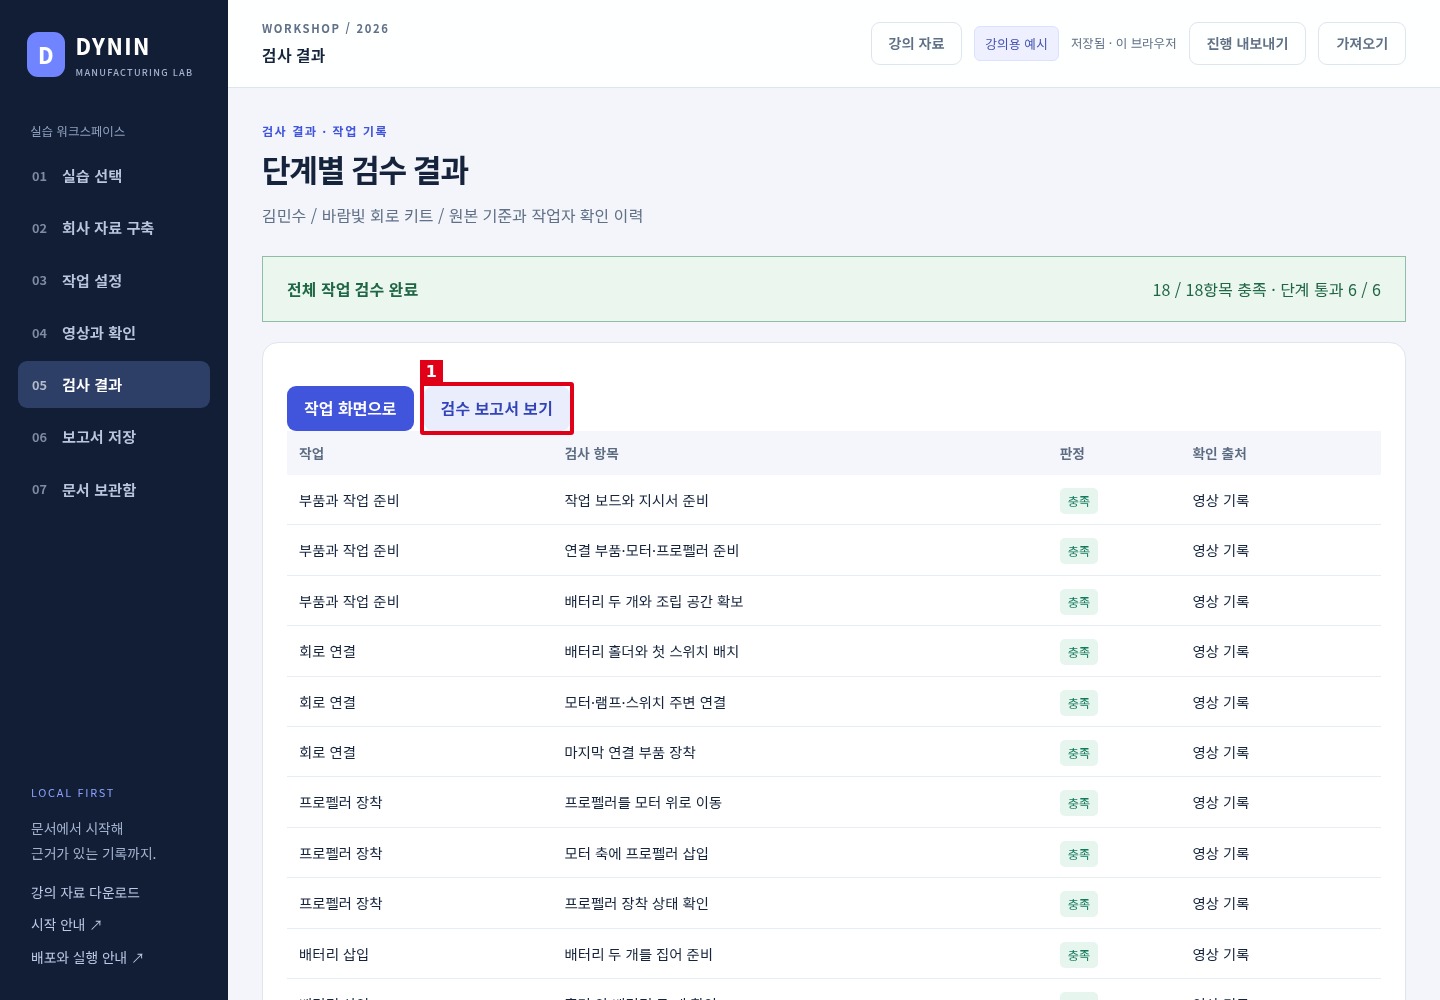 D DYNIN
MANUFACTURING LAB
실습 워크스페이스
01 실습 선택
02 회사 자료 구축
03 작업 설정
04 영상과 확인
05 검사 결과
06 보고서 저장
07 문서 보관함
LOCAL FIRST
문서에서 시작해
근거가 있는 기록까지.
강의 자료 다운로드
시작 안내 ↗
배포와 실행 안내 ↗
WORKSHOP / 2026
검사 결과
강의 자료 강의용 예시 저장됨 · 이 브라우저 진행 내보내기 가져오기
검사 결과 · 작업 기록
단계별 검수 결과
김민수 / 바람빛 회로 키트 / 원본 기준과 작업자 확인 이력
전체 작업 검수 완료 18 / 18항목 충족 · 단계 통과 6 / 6
1
작업 화면으로 검수 보고서 보기
작업 검사 항목 판정 확인 출처
부품과 작업 준비 작업 보드와 지시서 준비 충족 영상 기록
부품과 작업 준비 연결 부품·모터·프로펠러 준비 충족 영상 기록
부품과 작업 준비 배터리 두 개와 조립 공간 확보 충족 영상 기록
회로 연결 배터리 홀더와 첫 스위치 배치 충족 영상 기록
회로 연결 모터·램프·스위치 주변 연결 충족 영상 기록
회로 연결 마지막 연결 부품 장착 충족 영상 기록
프로펠러 장착 프로펠러를 모터 위로 이동 충족 영상 기록
프로펠러 장착 모터 축에 프로펠러 삽입 충족 영상 기록
프로펠러 장착 프로펠러 장착 상태 확인 충족 영상 기록
배터리 삽입 배터리 두 개를 집어 준비 충족 영상 기록